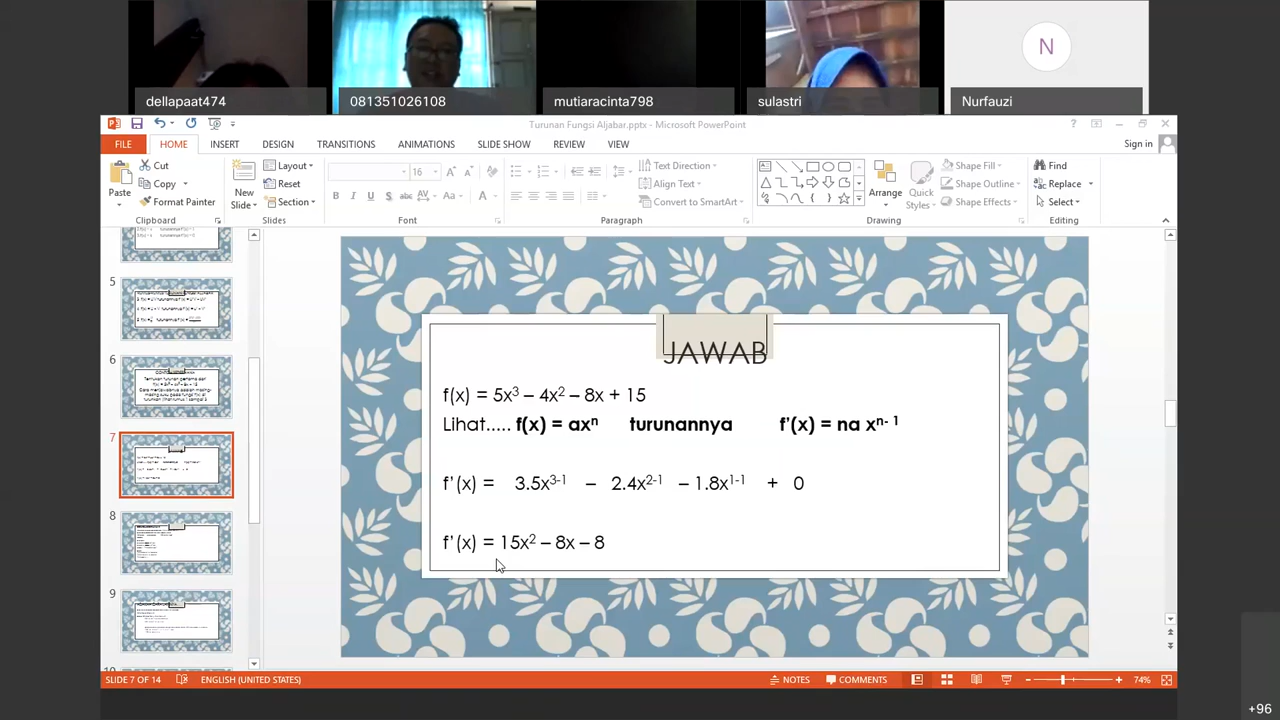 dellapaat474
081351026108
mutiaracinta798
sulastri
N
Nurfauzi
Turunan Fungsi Aljabar.pptx - Microsoft PowerPoint
?
FILE HOME INSERT DESIGN TRANSITIONS ANIMATIONS SLIDE SHOW REVIEW VIEW Sign in
Paste
Cut
Copy
Format Painter
Clipboard
New Slide
Layout
Reset
Section
Slides
16
B I U S abc AV Aa A
Font
Text Direction
Align Text
Convert to SmartArt
Paragraph
Arrange
Quick Styles
Shape Fill
Shape Outline
Shape Effects
Drawing
Find
Replace
Select
Editing
5
6
7
8
9
JAWAB
f(x) = 5x³ – 4x² – 8x + 15
Lihat..... f(x) = axⁿ turunannya f'(x) = na xⁿ⁻ ¹
f'(x) = 3.5x³⁻¹ – 2.4x²⁻¹ – 1.8x¹⁻¹ + 0
f'(x) = 15x² – 8x – 8
SLIDE 7 OF 14 ENGLISH (UNITED STATES) NOTES COMMENTS 74%
+96